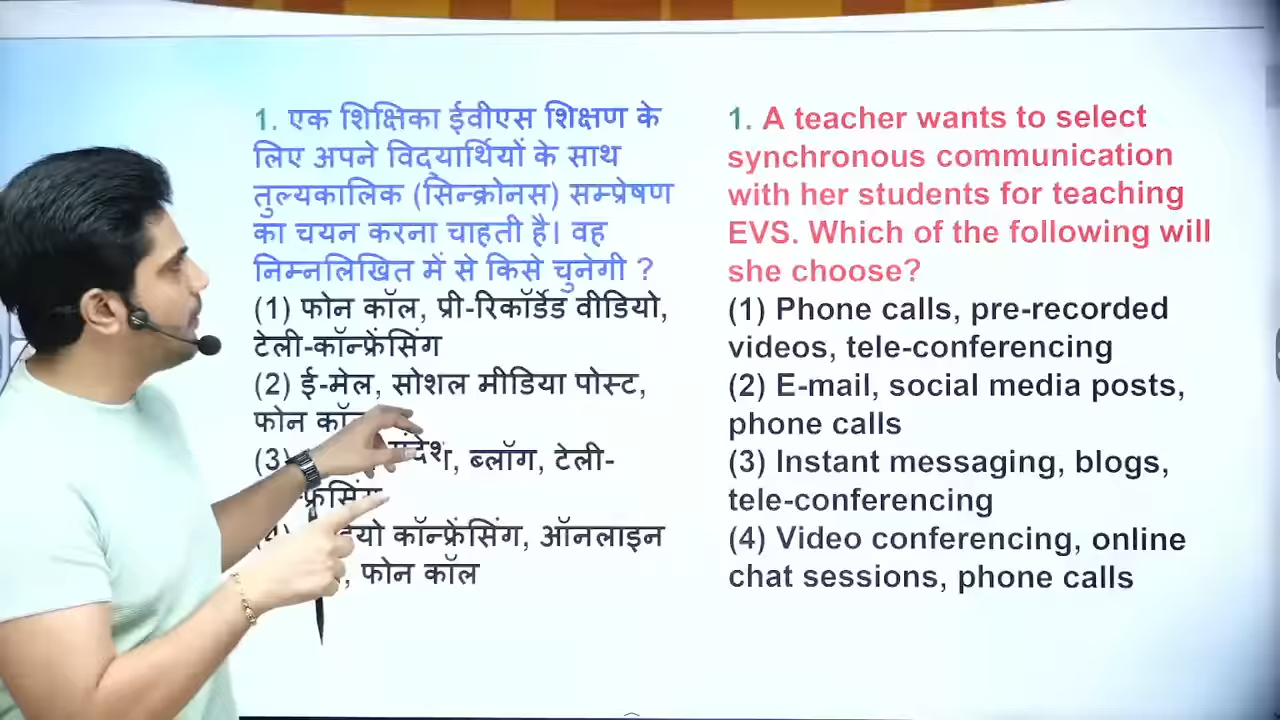 1. एक शिक्षिका ईवीएस शिक्षण के
लिए अपने विद्यार्थियों के साथ
तुल्यकालिक (सिन्क्रोनस) सम्प्रेषण
का चयन करना चाहती है। वह
निम्नलिखित में से किसे चुनेगी ?
(1) फोन कॉल, प्री-रिकॉर्डेड वीडियो,
टेली-कॉन्फ्रेंसिंग
(2) ई-मेल, सोशल मीडिया पोस्ट,
फोन
(3) ब्लॉग, टेली-
कॉन्फ्रेंसिंग, ऑनलाइन
फोन कॉल
1. A teacher wants to select
synchronous communication
with her students for teaching
EVS. Which of the following will
she choose?
(1) Phone calls, pre-recorded
videos, tele-conferencing
(2) E-mail, social media posts,
phone calls
(3) Instant messaging, blogs,
tele-conferencing
(4) Video conferencing, online
chat sessions, phone calls